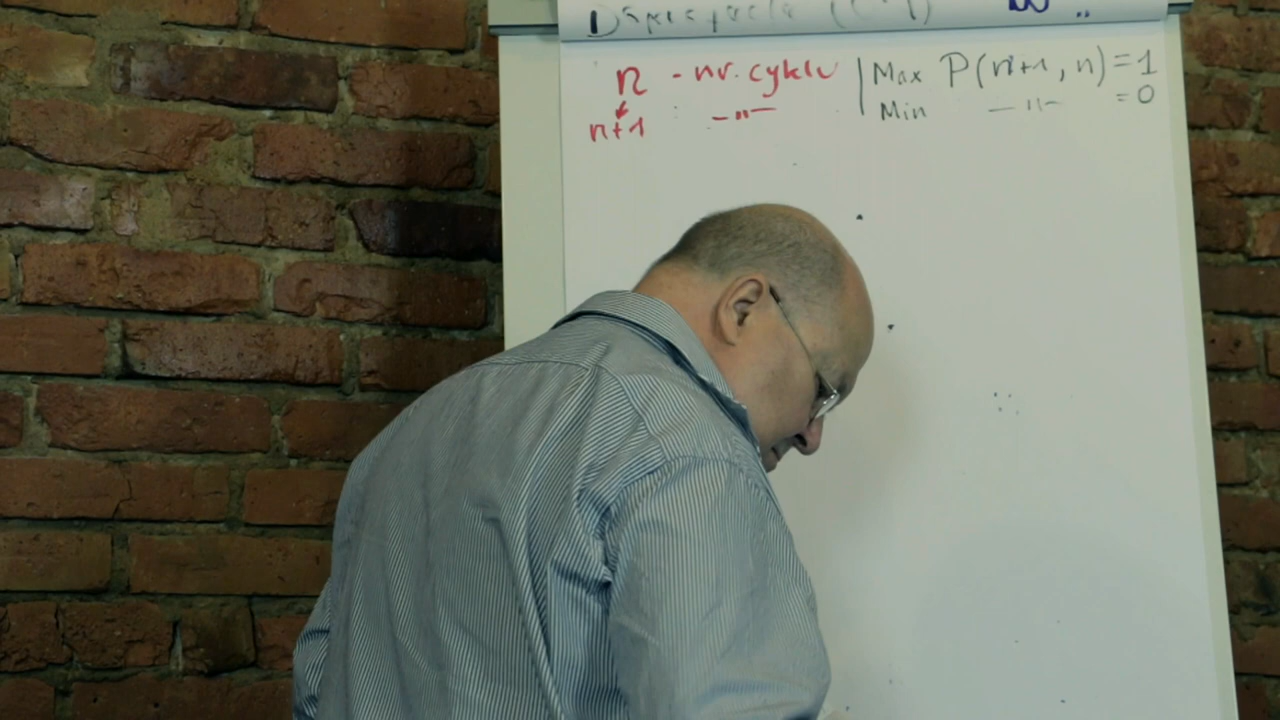 n - nr. cyklu | Max P(n+1, n) = 1
↓
n+1 -"- Min -"- = 0